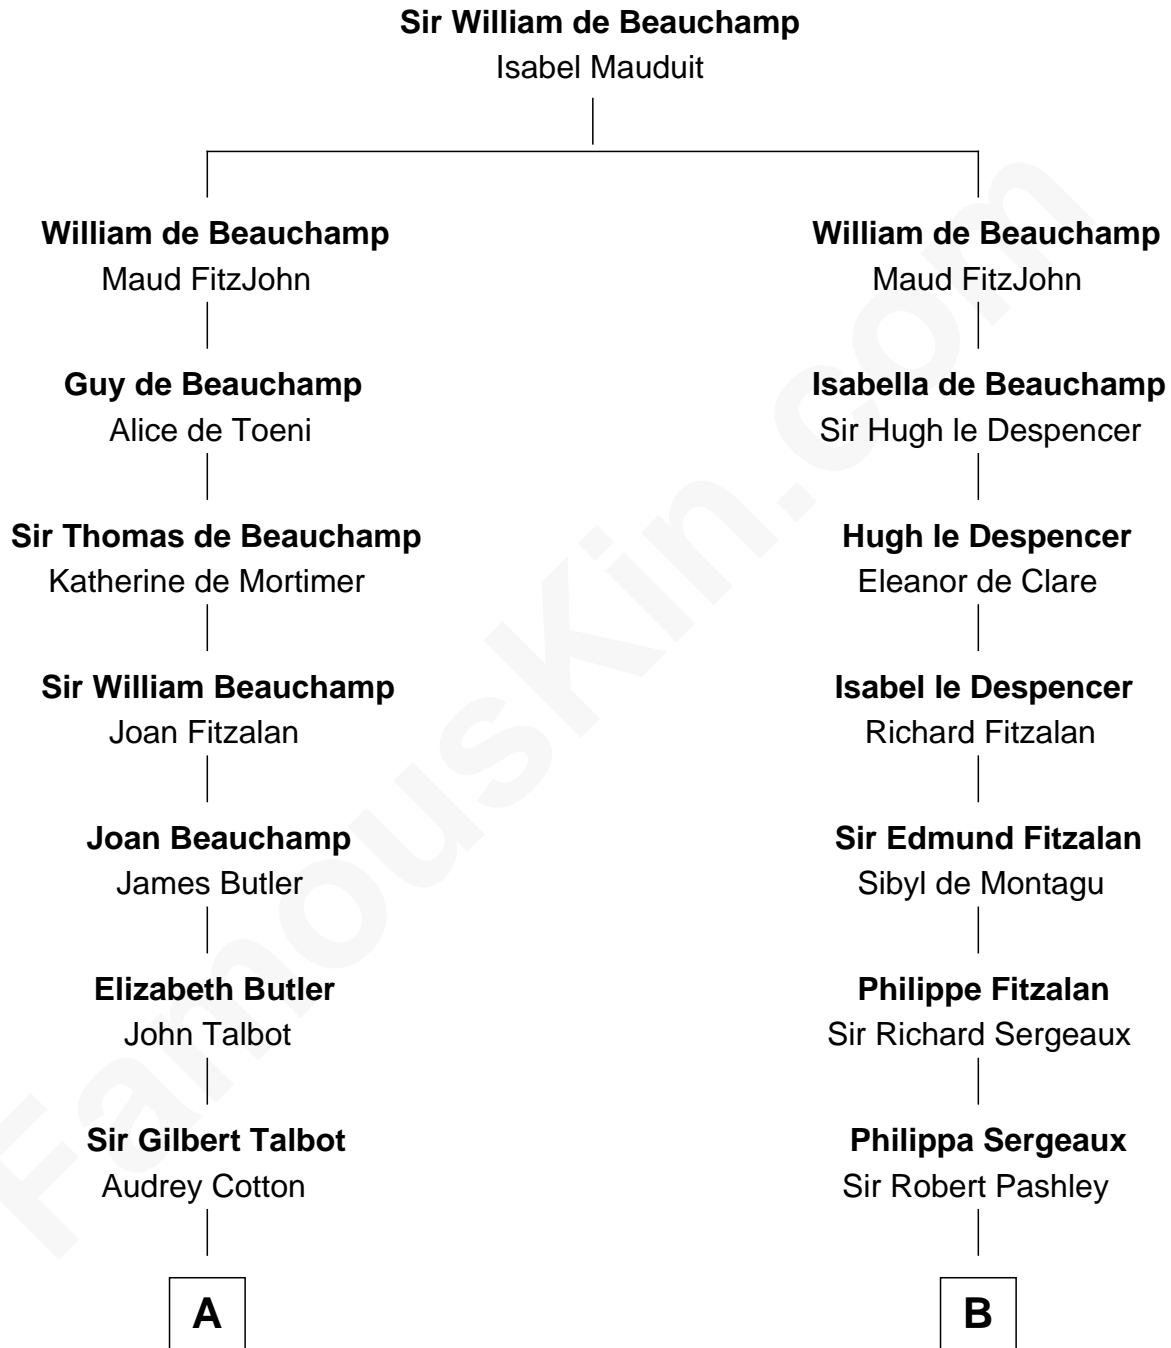 Sir William de Beauchamp
Isabel Mauduit
William de Beauchamp
Maud FitzJohn
William de Beauchamp
Maud FitzJohn
Guy de Beauchamp
Alice de Toeni
Isabella de Beauchamp
Sir Hugh le Despencer
Sir Thomas de Beauchamp
Katherine de Mortimer
Hugh le Despencer
Eleanor de Clare
Sir William Beauchamp
Joan Fitzalan
Isabel le Despencer
Richard Fitzalan
Joan Beauchamp
James Butler
Sir Edmund Fitzalan
Sibyl de Montagu
Elizabeth Butler
John Talbot
Philippe Fitzalan
Sir Richard Sergeaux
Sir Gilbert Talbot
Audrey Cotton
Philippa Sergeaux
Sir Robert Pashley
A
B
FamousKin.com